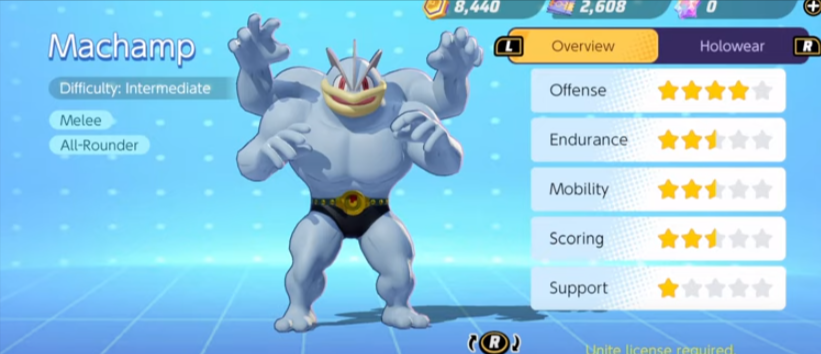 8,440
2,608
0
Machamp
L
Overview
Holowear
R
Difficulty: Intermediate
Melee
All-Rounder
Offense
Endurance
Mobility
Scoring
Support
R
Unite license required